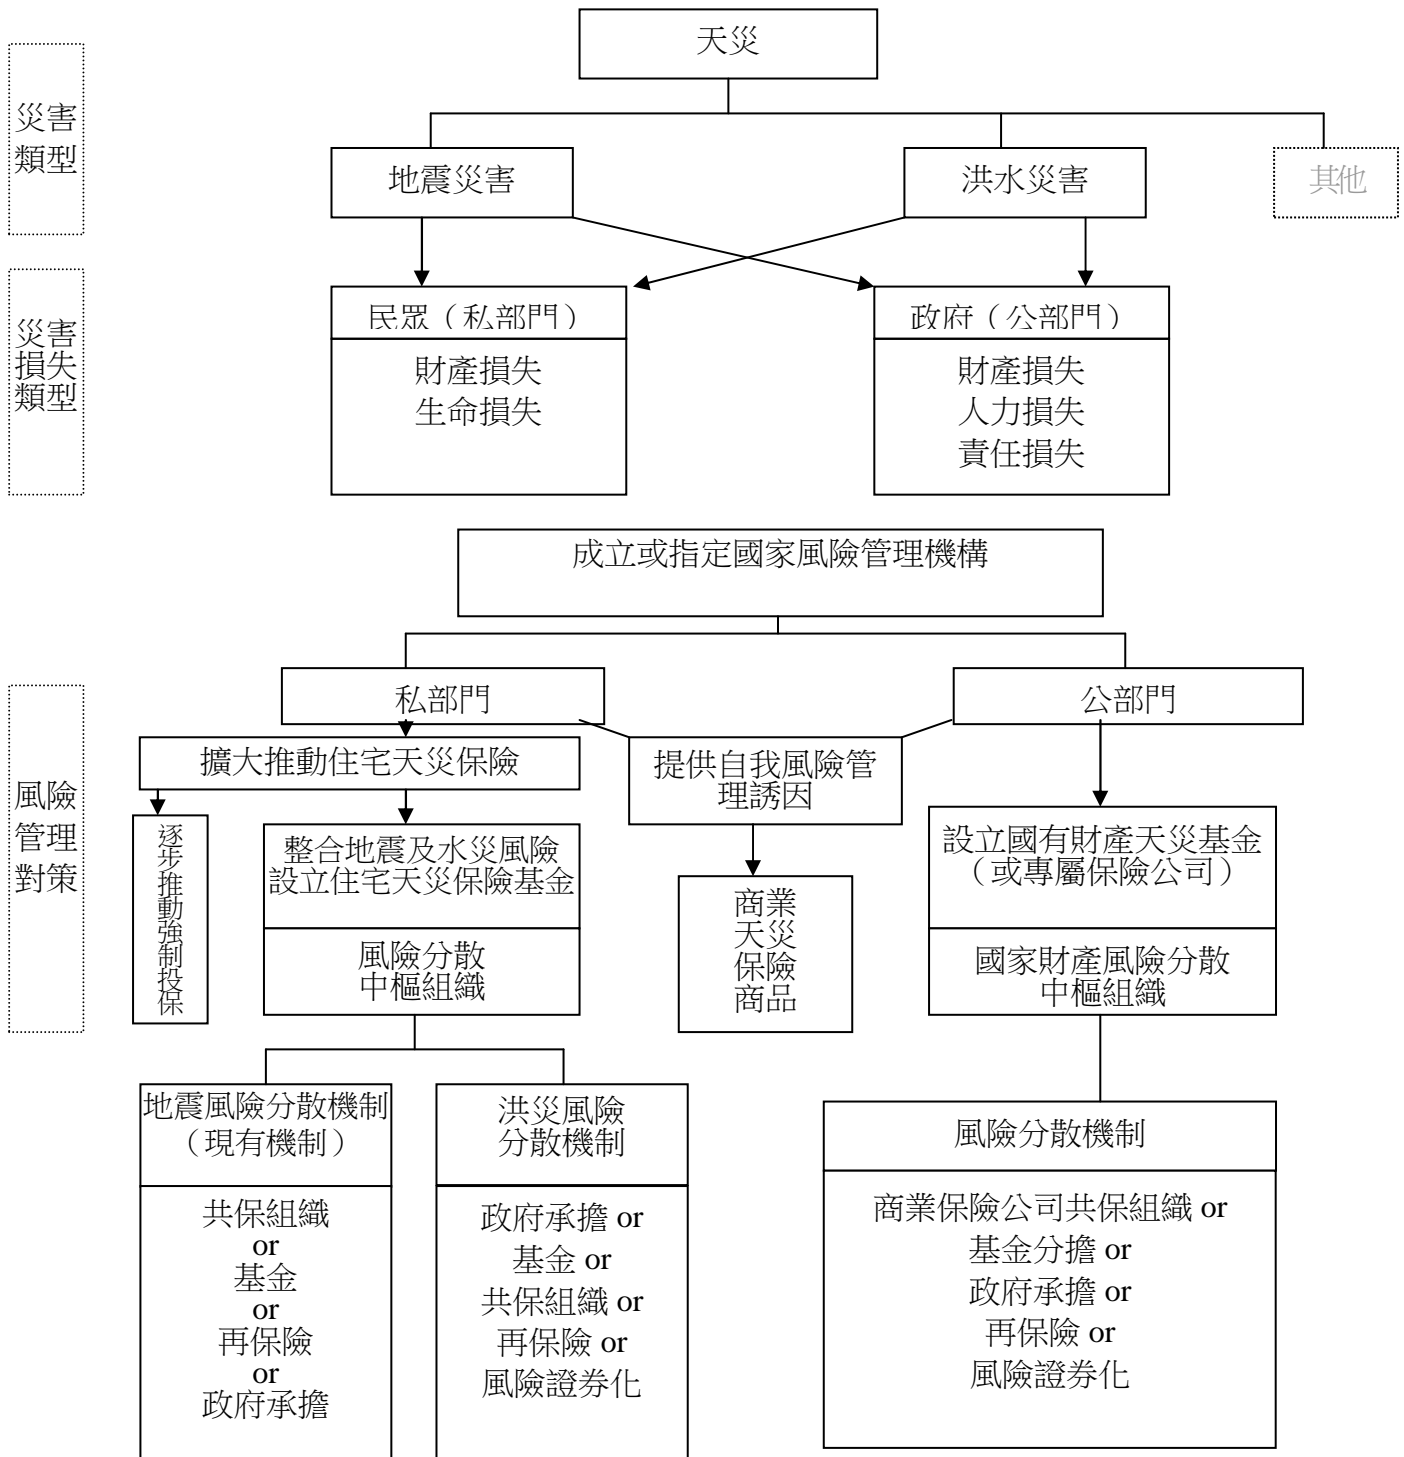 天災
災害
類型
地震災害
洪水災害
其他
災害
損失
類型
民眾（私部門）
財產損失
生命損失
政府（公部門）
財產損失
人力損失
責任損失
成立或指定國家風險管理機構
風險
管理
對策
私部門
公部門
擴大推動住宅天災保險
提供自我風險管
理誘因
逐步推動強制投保
整合地震及水災風險
設立住宅天災保險基金
風險分散
中樞組織
商業
天災
保險
商品
設立國有財產天災基金
（或專屬保險公司）
國家財產風險分散
中樞組織
地震風險分散機制
（現有機制）
共保組織
or
基金
or
再保險
or
政府承擔
洪災風險
分散機制
政府承擔 or
基金 or
共保組織 or
再保險 or
風險證券化
風險分散機制
商業保險公司共保組織 or
基金分擔 or
政府承擔 or
再保險 or
風險證券化